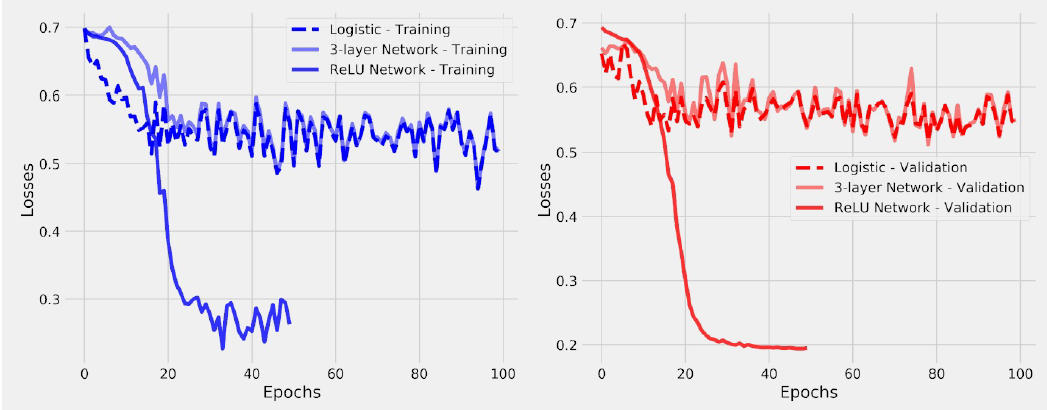 0.7
0.6
0.5
0.4
0.3
Losses
0
20
40
60
80
100
Epochs
Logistic - Training
3-layer Network - Training
ReLU Network - Training
0.7
0.6
0.5
0.4
0.3
0.2
Losses
0
20
40
60
80
100
Epochs
Logistic - Validation
3-layer Network - Validation
ReLU Network - Validation